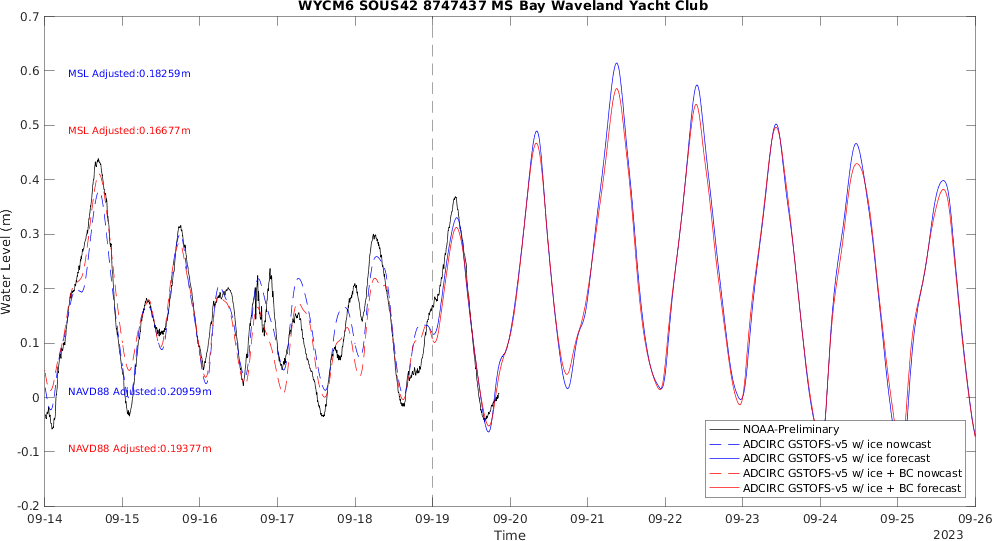 WYCM6 SOUS42 8747437 MS Bay Waveland Yacht Club
0.7
0.6
0.5
0.4
0.3
0.2
0.1
0
-0.1
-0.2
Water Level (m)
MSL Adjusted:0.18259m
MSL Adjusted:0.16677m
NAVD88 Adjusted:0.20959m
NAVD88 Adjusted:0.19377m
NOAA-Preliminary
ADCIRC GSTOFS-v5 w/ ice nowcast
ADCIRC GSTOFS-v5 w/ ice forecast
ADCIRC GSTOFS-v5 w/ ice + BC nowcast
ADCIRC GSTOFS-v5 w/ ice + BC forecast
09-14 09-15 09-16 09-17 09-18 09-19 09-20 09-21 09-22 09-23 09-24 09-25 09-26
Time
2023